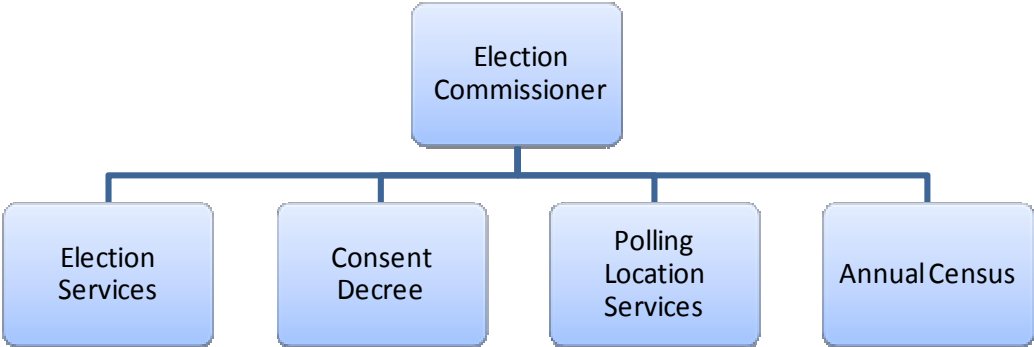 Election
Commissioner
Election
Services
Consent
Decree
Polling
Location
Services
Annual Census